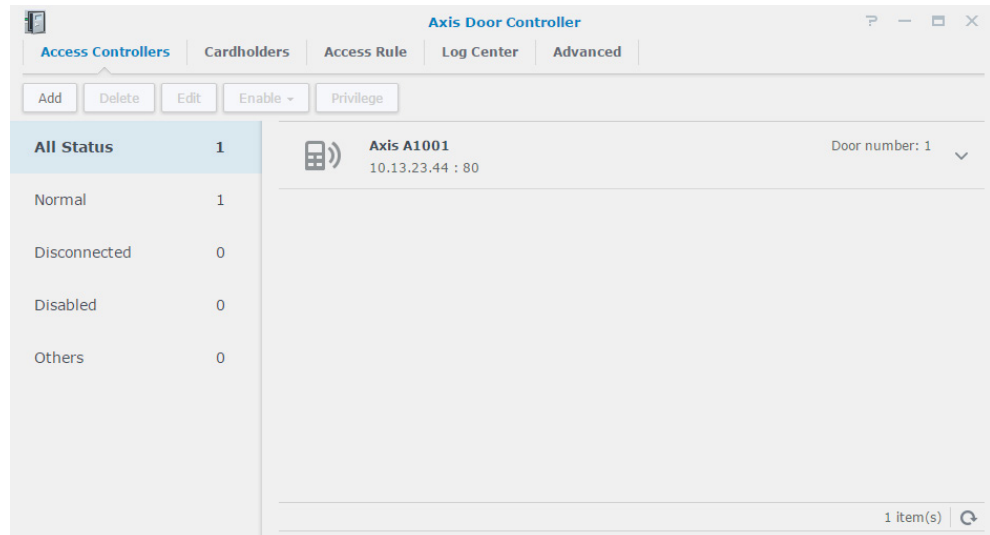 Axis Door Controller
Access Controllers Cardholders Access Rule Log Center Advanced
Add Delete Edit Enable Privilege
All Status 1
Normal 1
Disconnected 0
Disabled 0
Others 0
Axis A1001
10.13.23.44 : 80
Door number: 1
1 item(s)